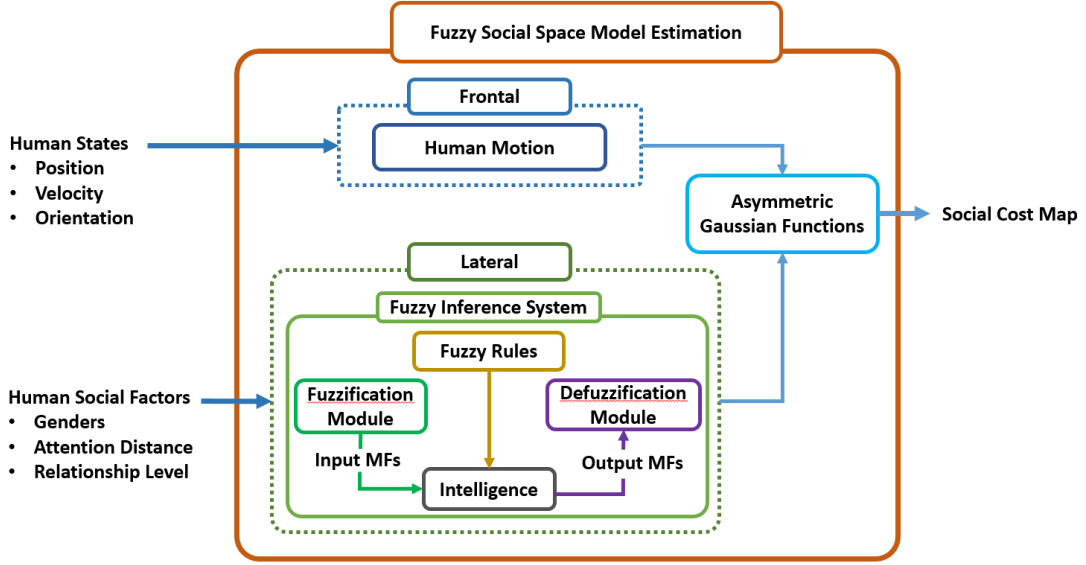 Fuzzy Social Space Model Estimation
Frontal
Human Motion
Human States
• Position
• Velocity
• Orientation
Asymmetric
Gaussian Functions
Social Cost Map
Lateral
Fuzzy Inference System
Fuzzy Rules
Fuzzification
Module
Defuzzification
Module
Human Social Factors
• Genders
• Attention Distance
• Relationship Level
Input MFs
Output MFs
Intelligence